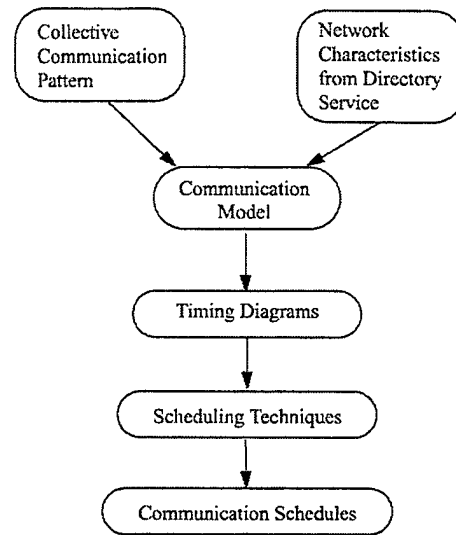 Collective
Communication
Pattern
Network
Characteristics
from Directory
Service
Communication
Model
Timing Diagrams
Scheduling Techniques
Communication Schedules